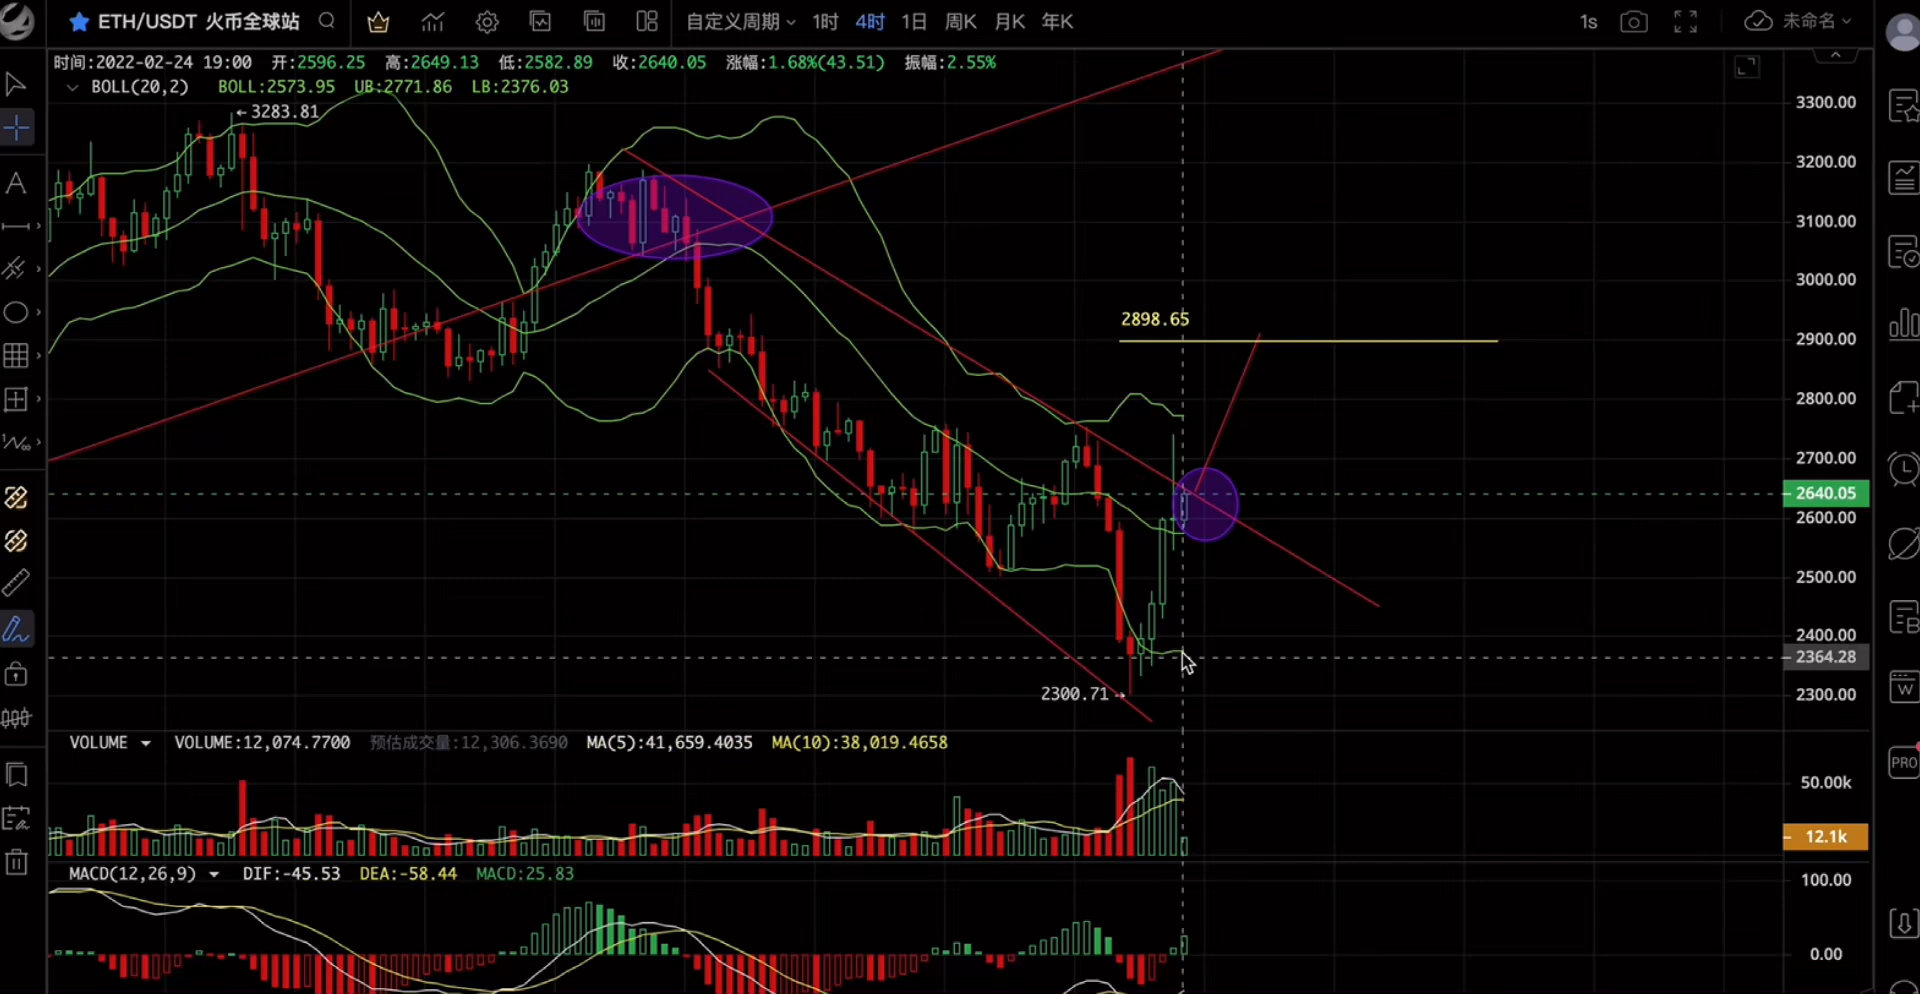 ETH/USDT 火币全球站 自定义周期 1时 4时 1日 周K 月K 年K 1s 未命名
时间:2022-02-24 19:00 开:2596.25 高:2649.13 低:2582.89 收:2640.05 涨幅:1.68%(43.51) 振幅:2.55%
BOLL(20,2) BOLL:2573.95 UB:2771.86 LB:2376.03
←3283.81
3300.00
3200.00
3100.00
3000.00
2898.65
2900.00
2800.00
2700.00
2640.05
2600.00
2500.00
2400.00
2364.28
2300.71→
2300.00
VOLUME VOLUME:12,074.7700 预估成交量:12,306.3690 MA(5):41,659.4035 MA(10):38,019.4658
50.00k
12.1k
MACD(12,26,9) DIF:-45.53 DEA:-58.44 MACD:25.83
100.00
0.00
A
B
W
PRO